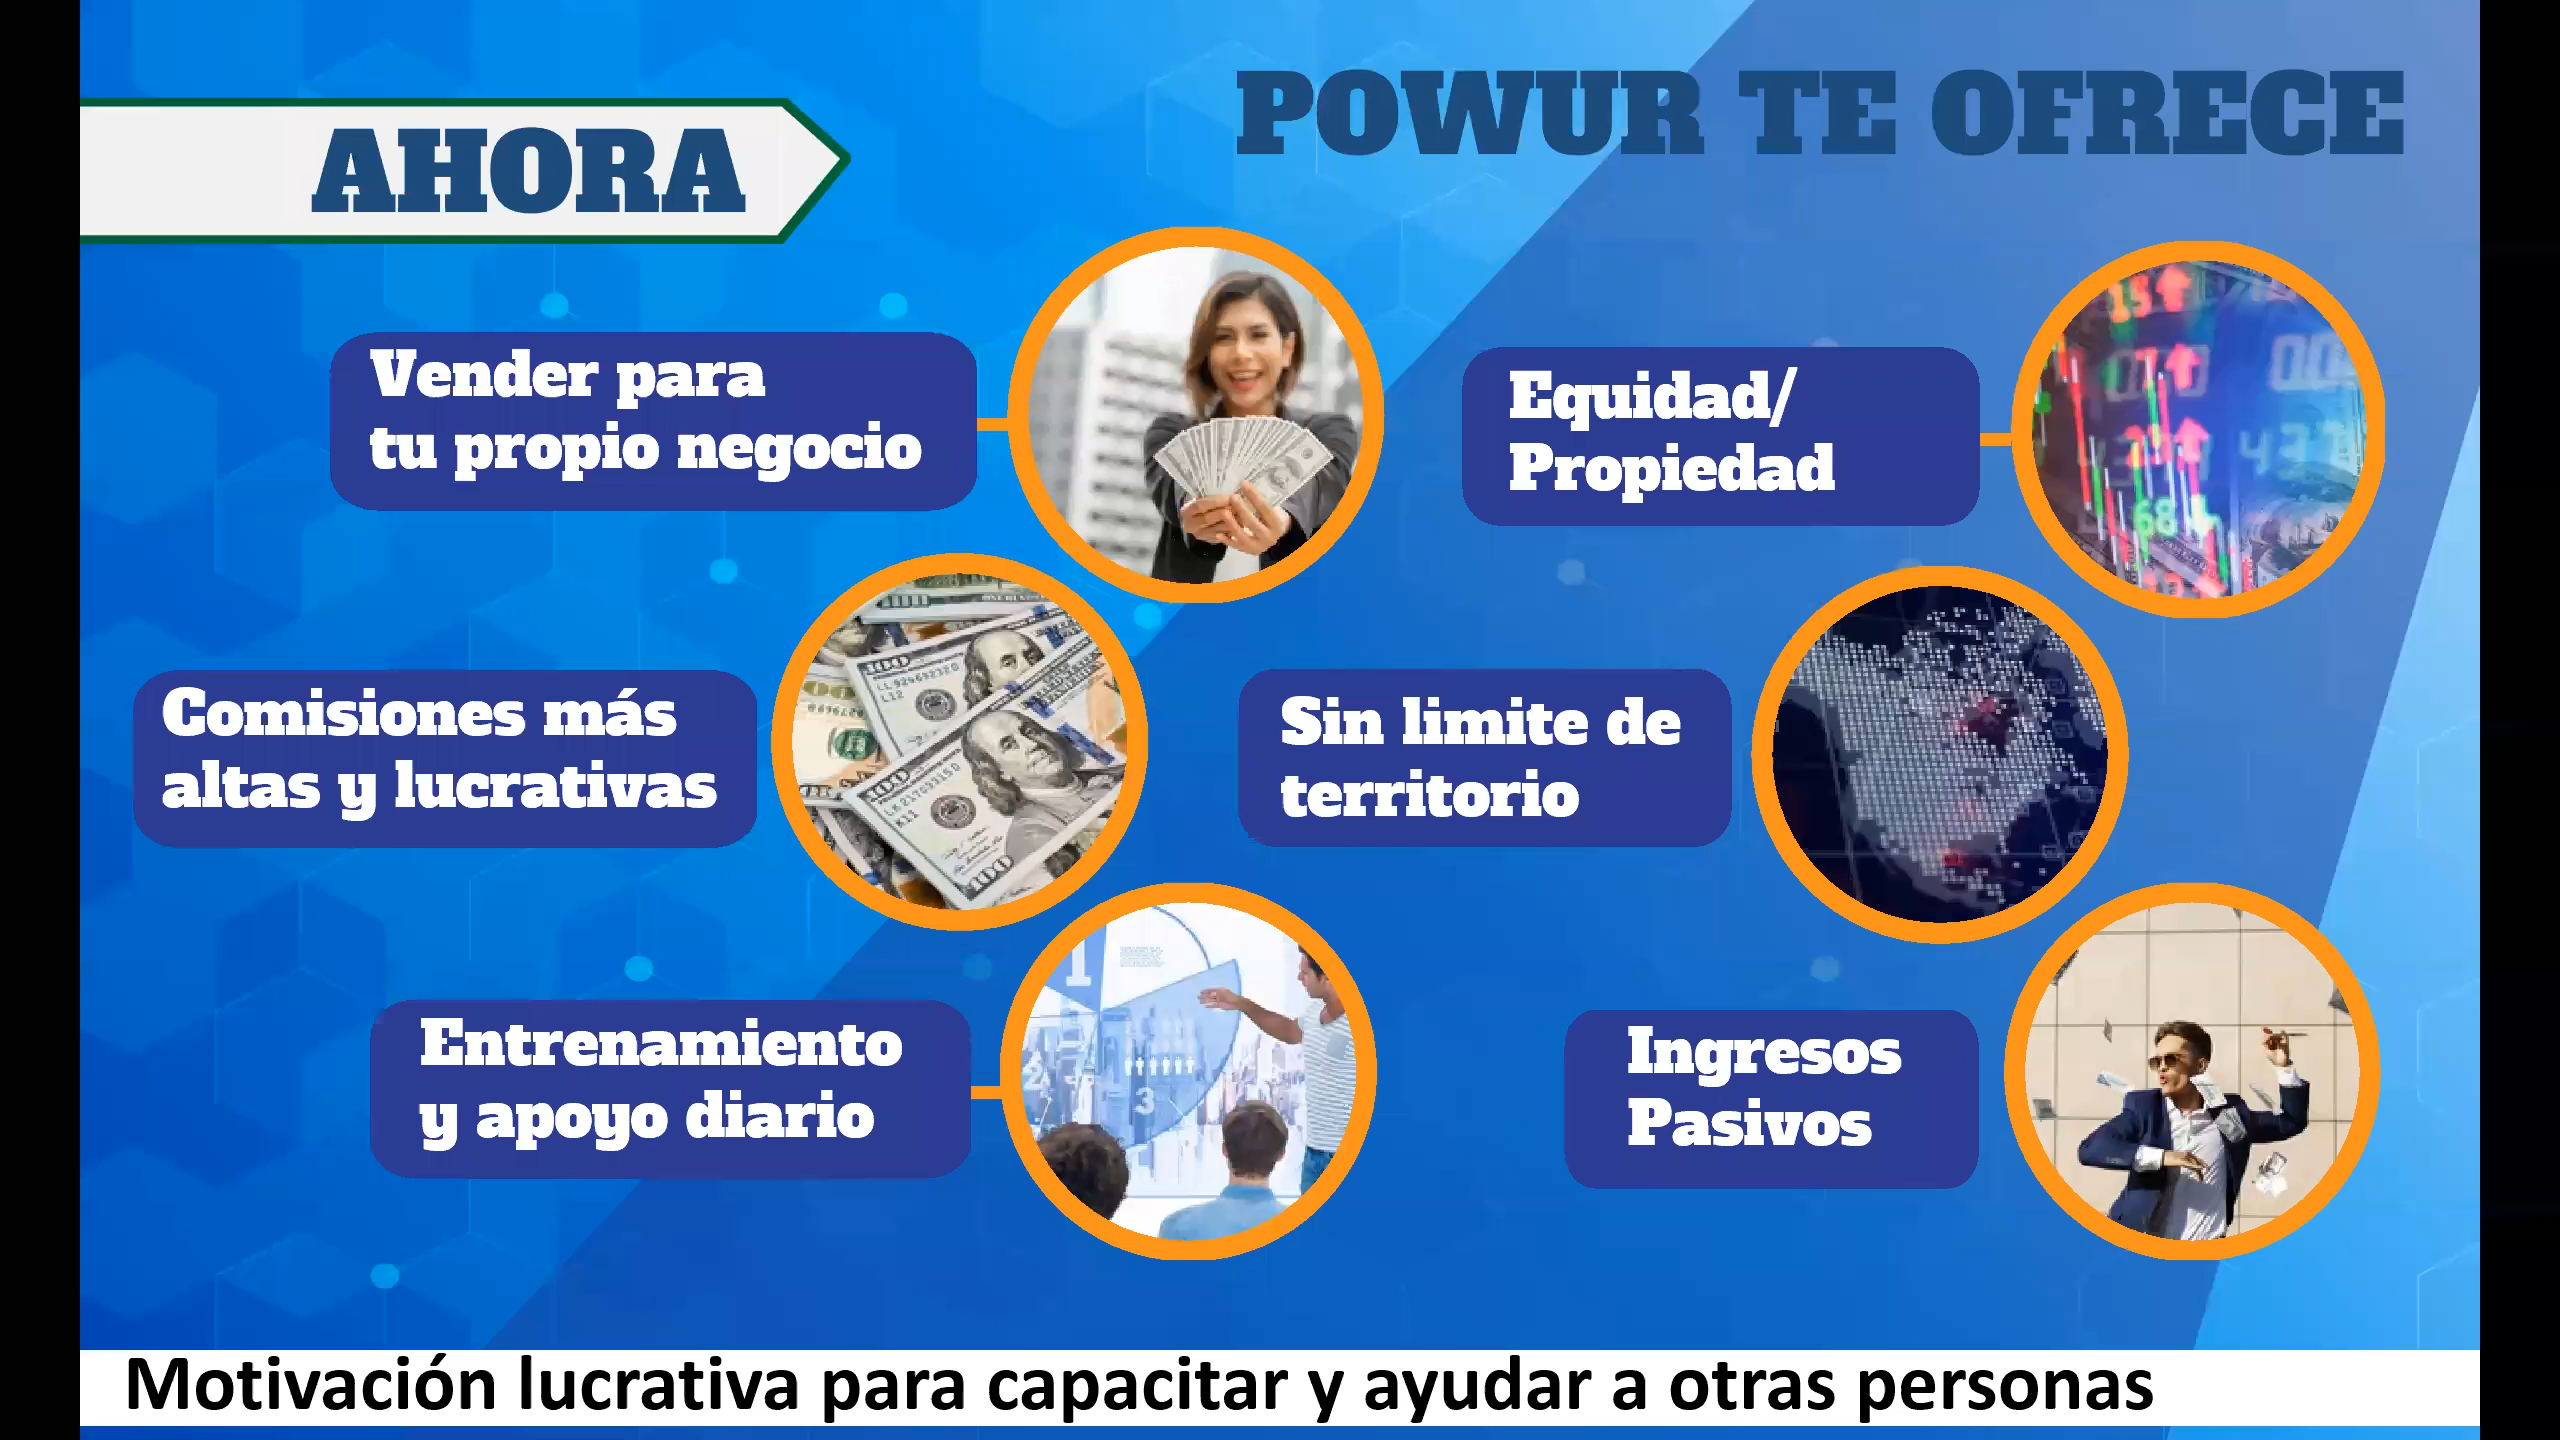 AHORA
POWUR TE OFRECE
Vender para
tu propio negocio
Comisiones más
altas y lucrativas
Entrenamiento
y apoyo diario
Equidad/
Propiedad
Sin limite de
territorio
Ingresos
Pasivos
Motivación lucrativa para capacitar y ayudar a otras personas